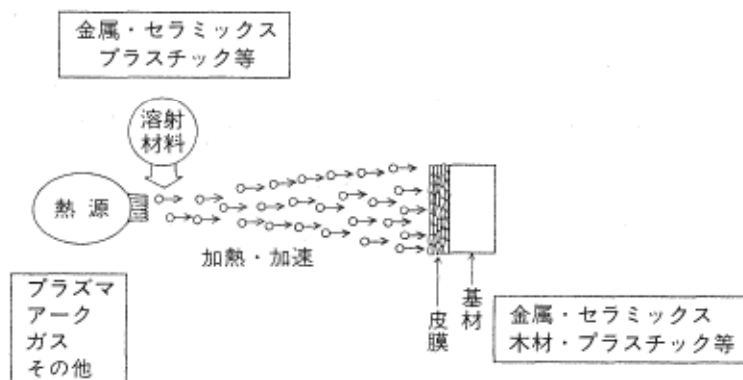 金属・セラミックス
プラスチック等
溶射
材料
熱源
加熱・加速
プラズマ
アーク
ガス
その他
皮膜
基材
金属・セラミックス
木材・プラスチック等